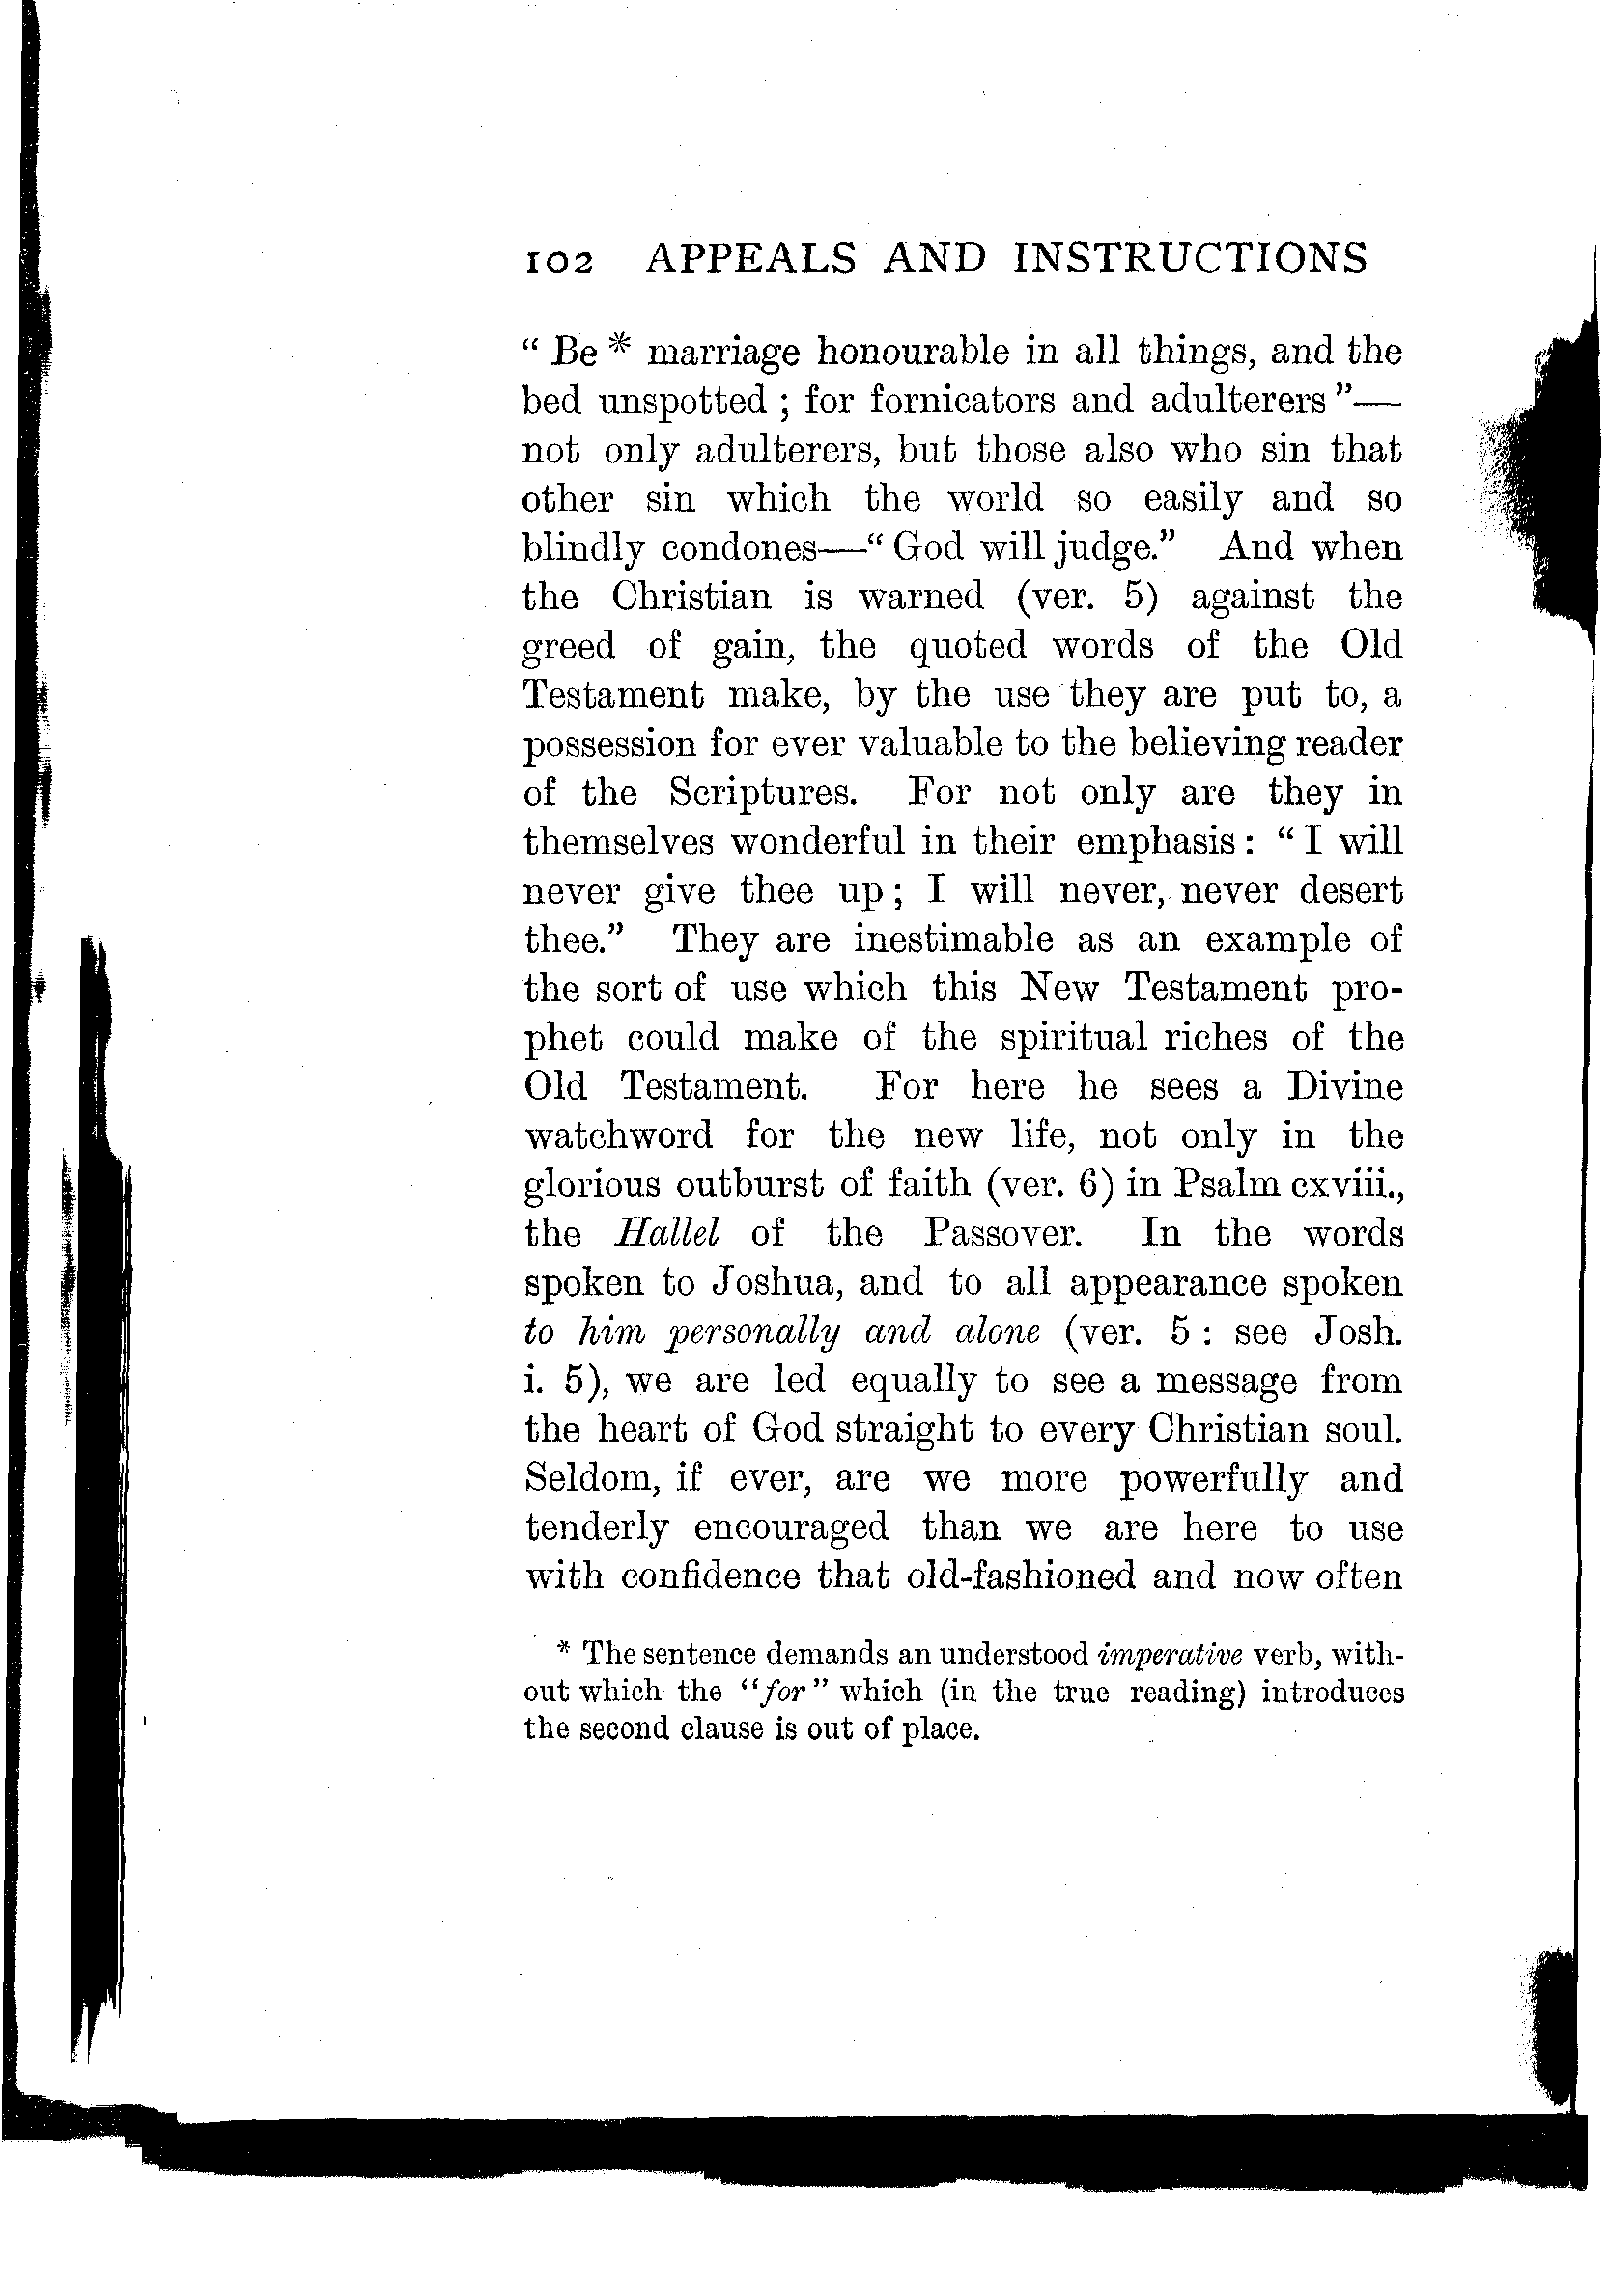 102 APPEALS AND INSTRUCTIONS
“ Be * marriage honourable in all things, and the
bed unspotted ; for fornicators and adulterers ”—
not only adulterers, but those also who sin that
other sin which the world so easily and so
blindly condones—“ God will judge.” And when
the Christian is warned (ver. 5) against the
greed of gain, the quoted words of the Old
Testament make, by the use they are put to, a
possession for ever valuable to the believing reader
of the Scriptures. For not only are they in
themselves wonderful in their emphasis : “ I will
never give thee up ; I will never, never desert
thee.” They are inestimable as an example of
the sort of use which this New Testament pro-
phet could make of the spiritual riches of the
Old Testament. For here he sees a Divine
watchword for the new life, not only in the
glorious outburst of faith (ver. 6) in Psalm cxviii.,
the Hallel of the Passover. In the words
spoken to Joshua, and to all appearance spoken
to him personally and alone (ver. 5 : see Josh.
i. 5), we are led equally to see a message from
the heart of God straight to every Christian soul.
Seldom, if ever, are we more powerfully and
tenderly encouraged than we are here to use
with confidence that old-fashioned and now often
* The sentence demands an understood imperative verb, with-
out which the “for” which (in the true reading) introduces
the second clause is out of place.